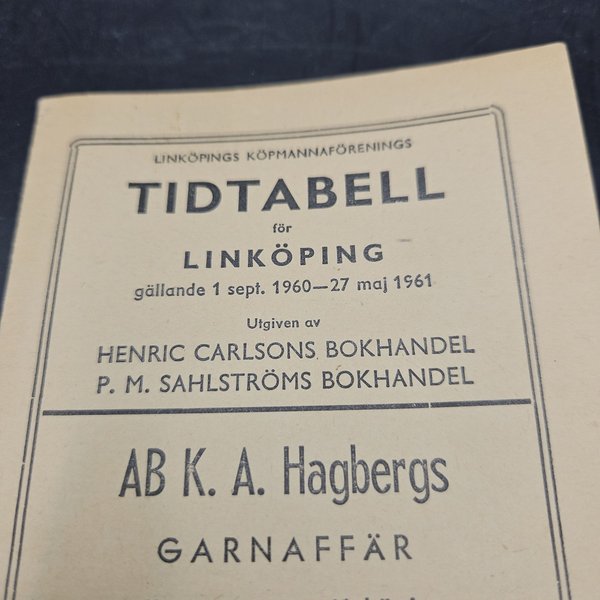 LINKÖPINGS KÖPMANNAFÖRENINGS
TIDTABELL
för
LINKÖPING
gällande 1 sept. 1960—27 maj 1961
Utgiven av
HENRIC CARLSONS BOKHANDEL
P. M. SAHLSTRÖMS BOKHANDEL
AB K. A. Hagbergs
GARNAFFÄR